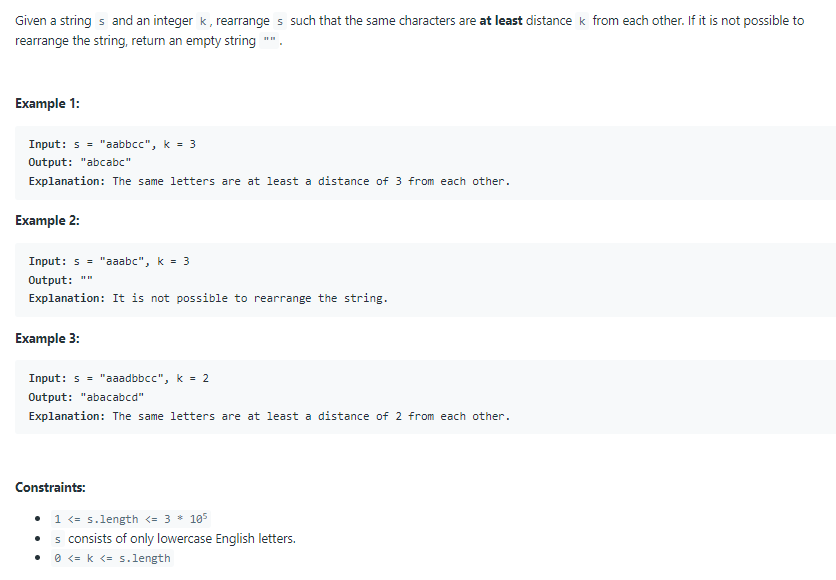 Given a string s and an integer k, rearrange s such that the same characters are at least distance k from each other. If it is not possible to
rearrange the string, return an empty string "".
Example 1:
Input: s = "aabbcc", k = 3
Output: "abcabc"
Explanation: The same letters are at least a distance of 3 from each other.
Example 2:
Input: s = "aaabc", k = 3
Output: ""
Explanation: It is not possible to rearrange the string.
Example 3:
Input: s = "aaadbbcc", k = 2
Output: "abacabcd"
Explanation: The same letters are at least a distance of 2 from each other.
Constraints:
• 1 <= s.length <= 3 * 10⁵
• s consists of only lowercase English letters.
• 0 <= k <= s.length